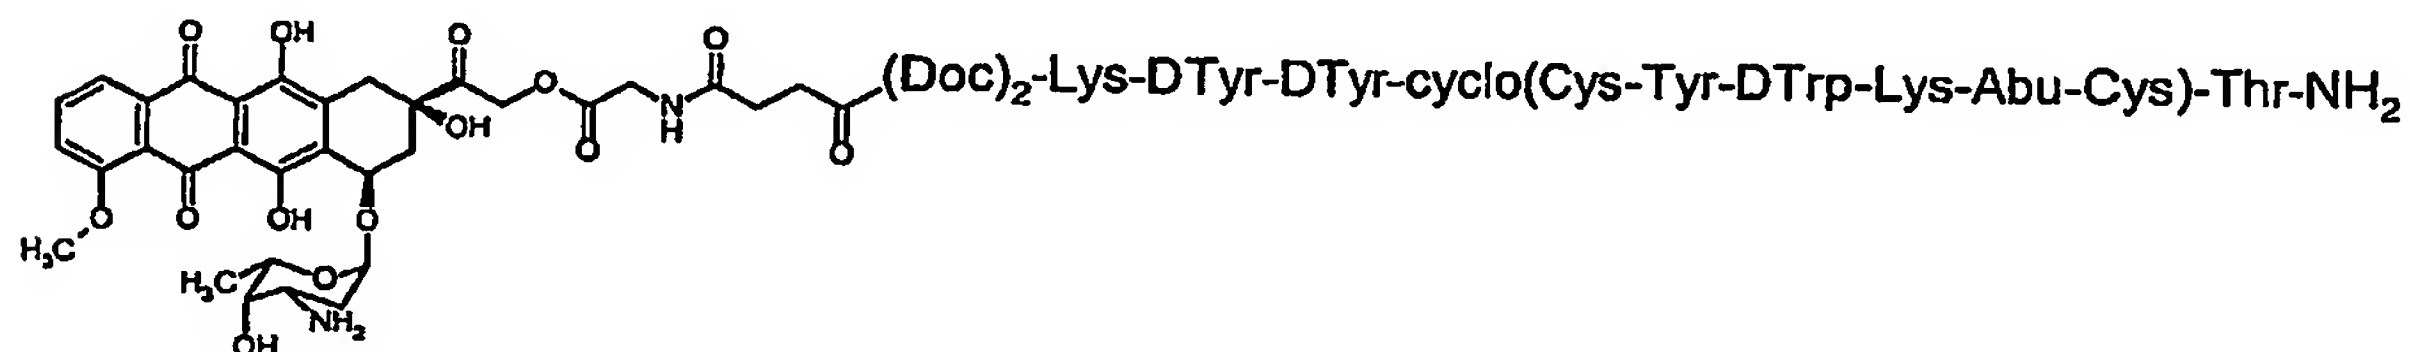 O OH O O
O
(Doc)₂-Lys-DTyr-DTyr-cyclo(Cys-Tyr-DTrp-Lys-Abu-Cys)-Thr-NH₂
OH O N
H O
O O OH O
H₃C
H₃C O
NH₂
OH